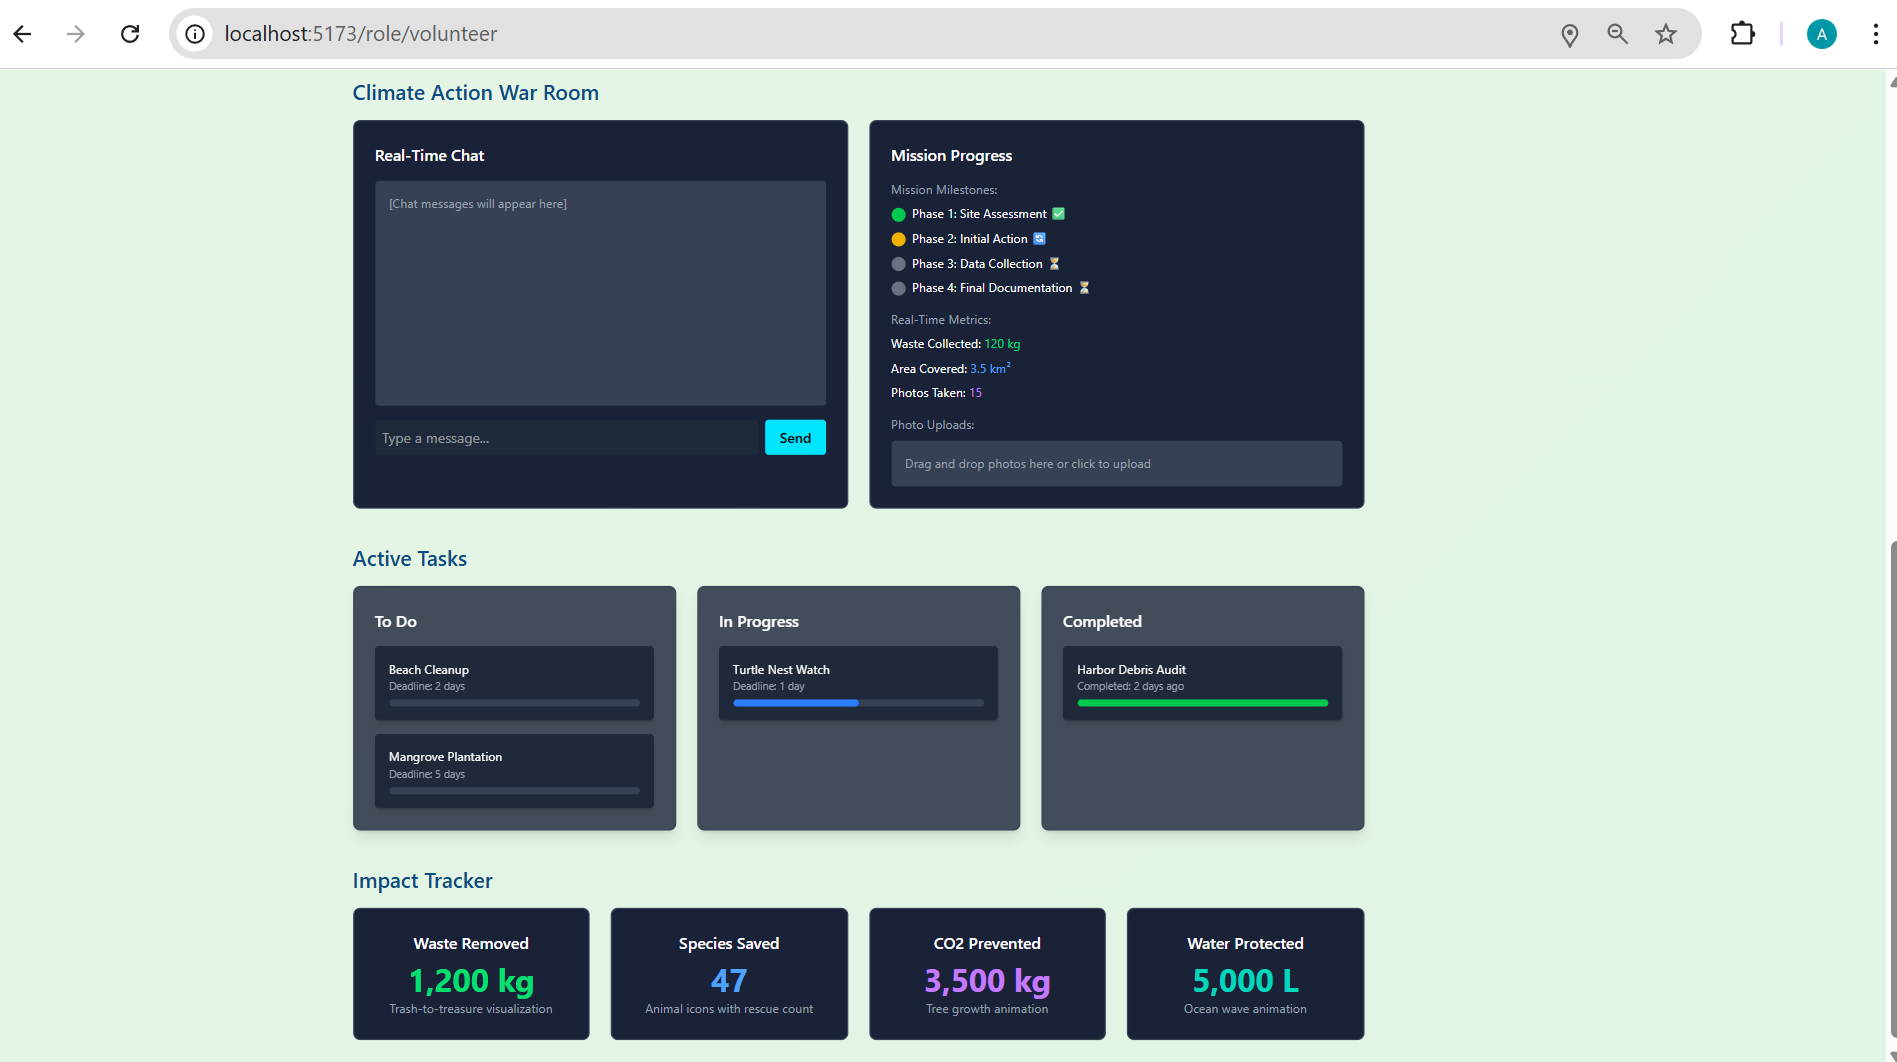 localhost:5173/role/volunteer
A
Climate Action War Room
Real-Time Chat
[Chat messages will appear here]
Type a message...
Send
Mission Progress
Mission Milestones:
Phase 1: Site Assessment ✅
Phase 2: Initial Action 🔄
Phase 3: Data Collection ⏳
Phase 4: Final Documentation ⏳
Real-Time Metrics:
Waste Collected: 120 kg
Area Covered: 3.5 km²
Photos Taken: 15
Photo Uploads:
Drag and drop photos here or click to upload
Active Tasks
To Do
Beach Cleanup
Deadline: 2 days
Mangrove Plantation
Deadline: 5 days
In Progress
Turtle Nest Watch
Deadline: 1 day
Completed
Harbor Debris Audit
Completed: 2 days ago
Impact Tracker
Waste Removed
1,200 kg
Trash-to-treasure visualization
Species Saved
47
Animal icons with rescue count
CO2 Prevented
3,500 kg
Tree growth animation
Water Protected
5,000 L
Ocean wave animation